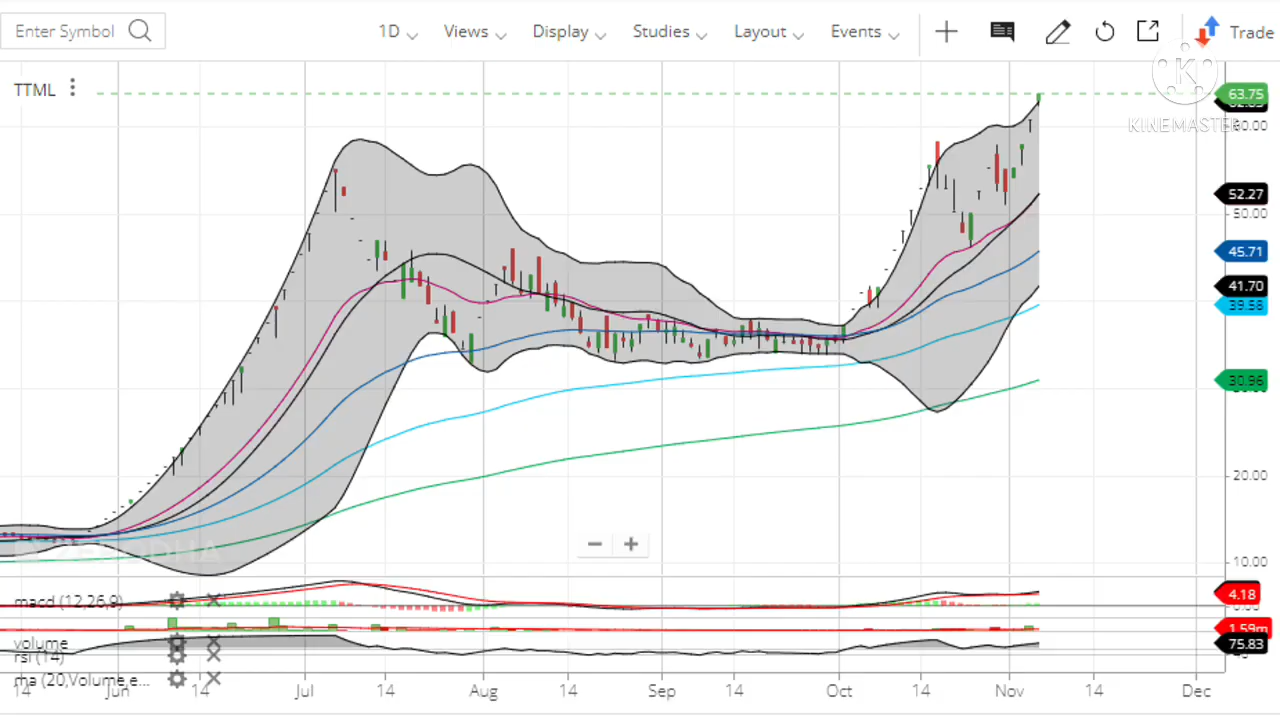 Enter Symbol 1D Views Display Studies Layout Events Trade
TTML
63.75
K
KINEMASTER
60.00
52.27
50.00
45.71
41.70
39.58
30.96
20.00
ZERODHA
10.00
macd (12,26,9)
4.18
0.00
1.59m
volume
75.83
rsi (14)
ma (20,Volume,e...
14 Jun 14 Jul 14 Aug 14 Sep 14 Oct 14 Nov 14 Dec